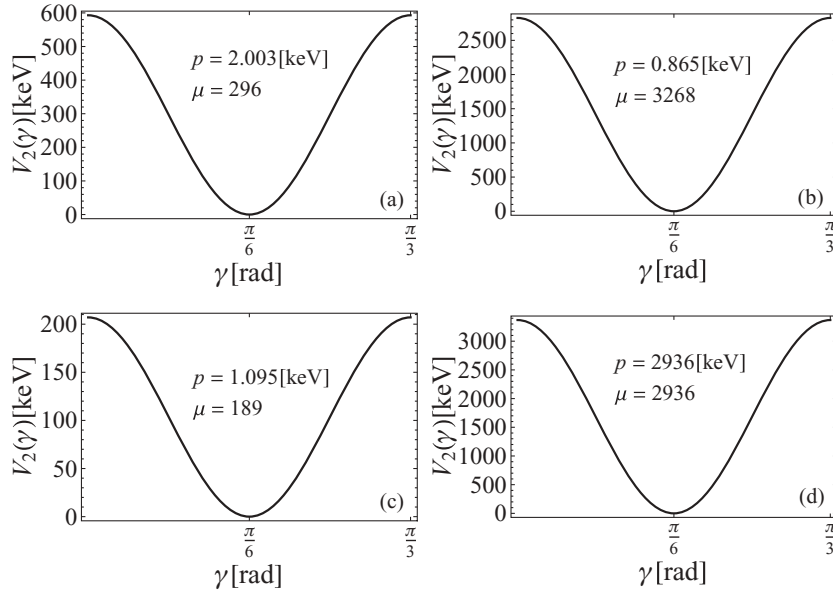 600
500
400
300
200
100
0
V₂(γ)[keV]
p = 2.003[keV]
μ = 296
(a)
π/6
π/3
γ[rad]
2500
2000
1500
1000
500
0
V₂(γ)[keV]
p = 0.865[keV]
μ = 3268
(b)
π/6
π/3
γ[rad]
200
150
100
50
0
V₂(γ)[keV]
p = 1.095[keV]
μ = 189
(c)
π/6
π/3
γ[rad]
3000
2500
2000
1500
1000
500
0
V₂(γ)[keV]
p = 2936[keV]
μ = 2936
(d)
π/6
π/3
γ[rad]